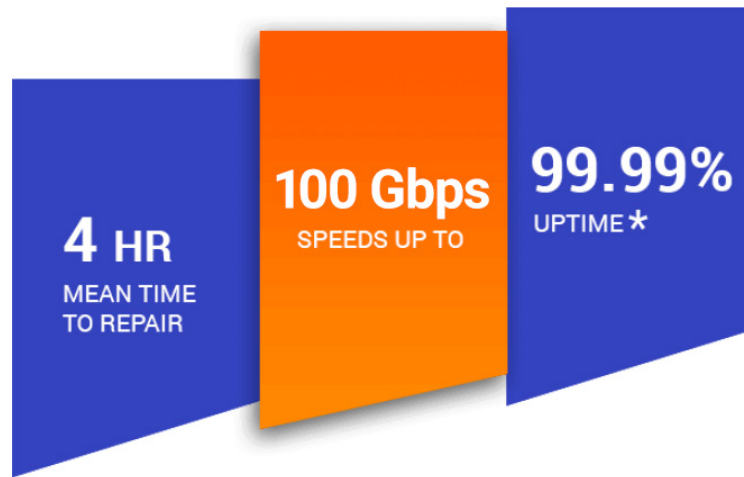 4 HR
MEAN TIME
TO REPAIR
100 Gbps
SPEEDS UP TO
99.99%
UPTIME*